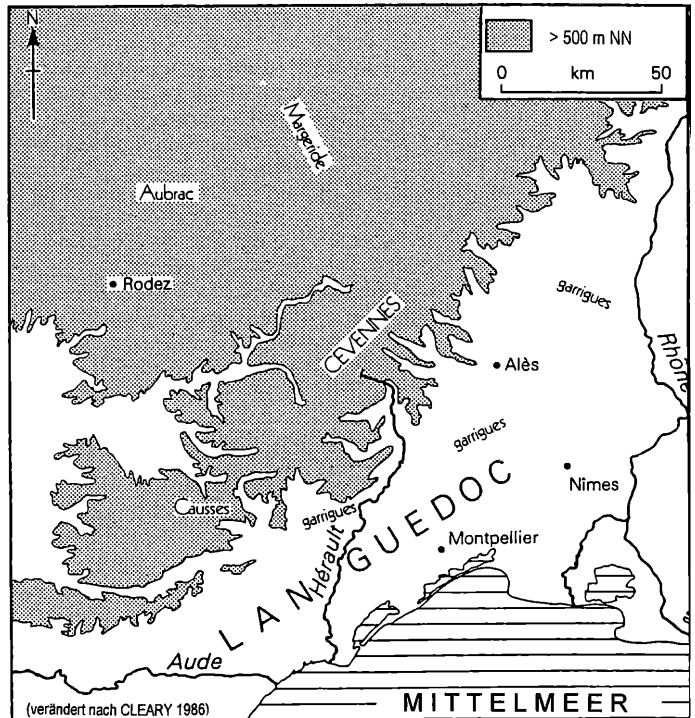 N
> 500 m NN
0 km 50
Margeride
Aubrac
Rodez
garrigues
CEVENNES
Rhône
Alès
garrigues
Nîmes
Causses
garrigues
Hérault
LANGUEDOC
Montpellier
Aude
(verändert nach CLEARY 1986)
MITTELMEER